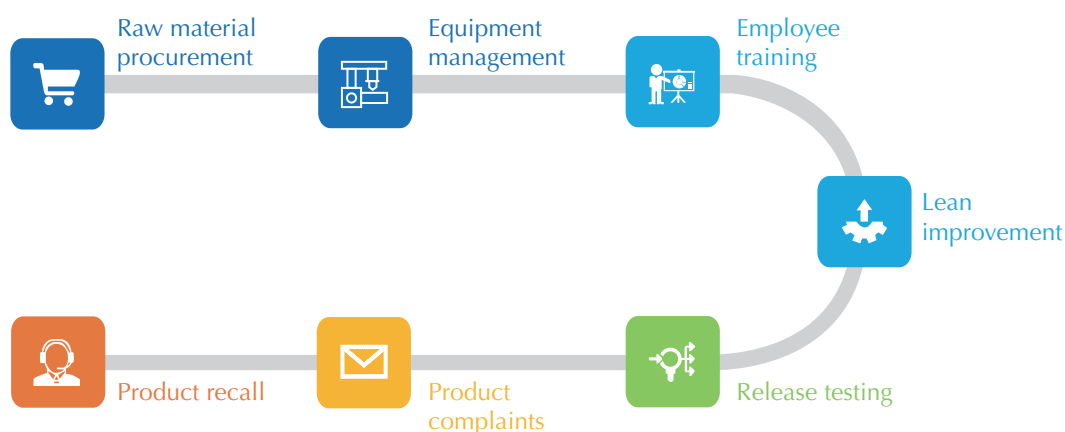 Raw material
procurement
Equipment
management
Employee
training
Lean
improvement
Release testing
Product
complaints
Product recall